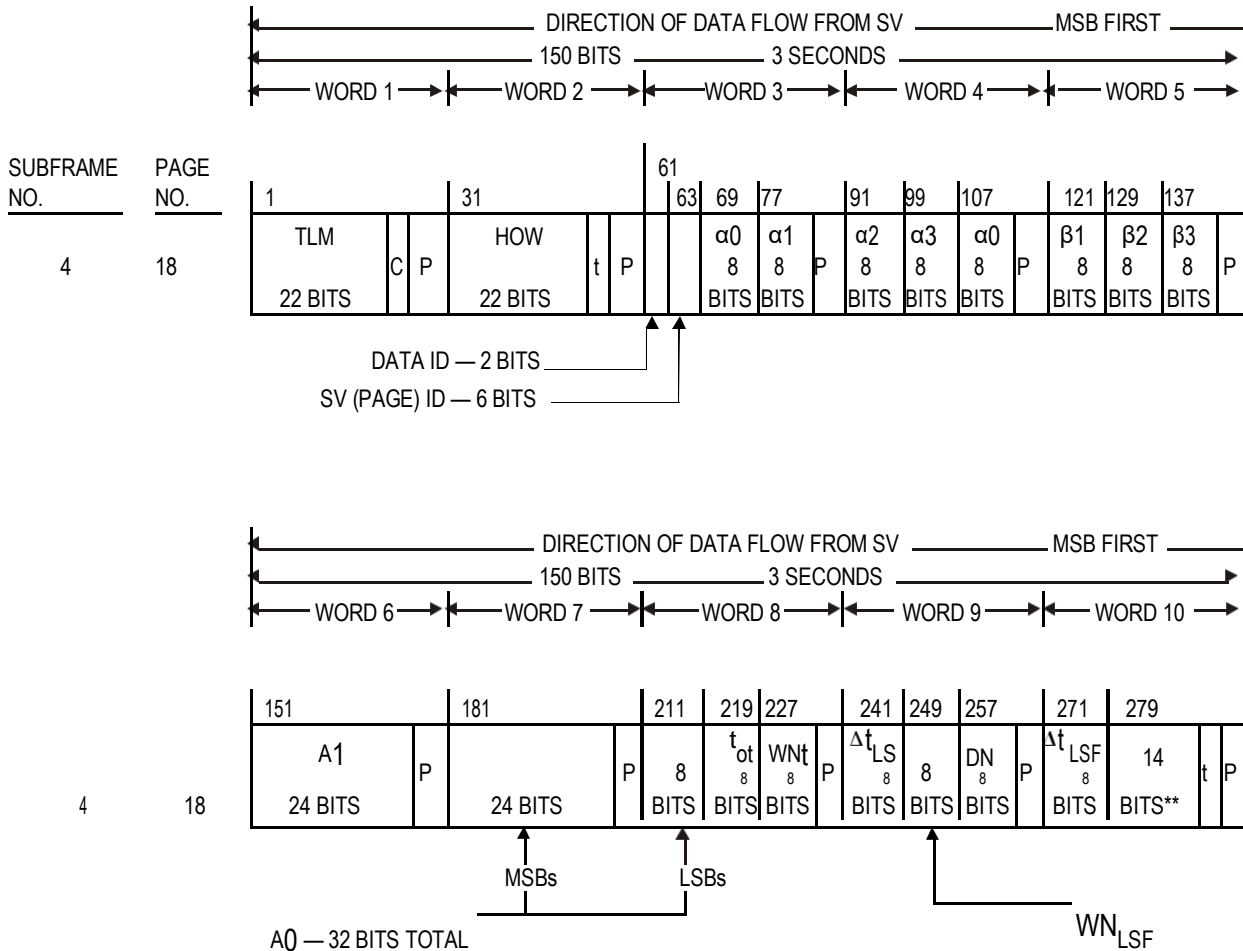 DIRECTION OF DATA FLOW FROM SV MSB FIRST
150 BITS 3 SECONDS
WORD 1 WORD 2 WORD 3 WORD 4 WORD 5
SUBFRAME NO. PAGE NO.
61
1 31 63 69 77 91 99 107 121 129 137
TLM HOW α0 α1 α2 α3 α0 β1 β2 β3
4 18 C P t P 8 8 P 8 8 8 P 8 8 8 P
22 BITS 22 BITS BITS BITS BITS BITS BITS BITS BITS BITS
DATA ID — 2 BITS
SV (PAGE) ID — 6 BITS
DIRECTION OF DATA FLOW FROM SV MSB FIRST
150 BITS 3 SECONDS
WORD 6 WORD 7 WORD 8 WORD 9 WORD 10
151 181 211 219 227 241 249 257 271 279
A1 P P 8 tot 8 WNt 8 P ΔtLS 8 8 DN 8 P ΔtLSF 8 14 t P
4 18 24 BITS 24 BITS BITS BITS BITS BITS BITS BITS BITS BITS**
MSBs LSBs
A0 — 32 BITS TOTAL WNLSF